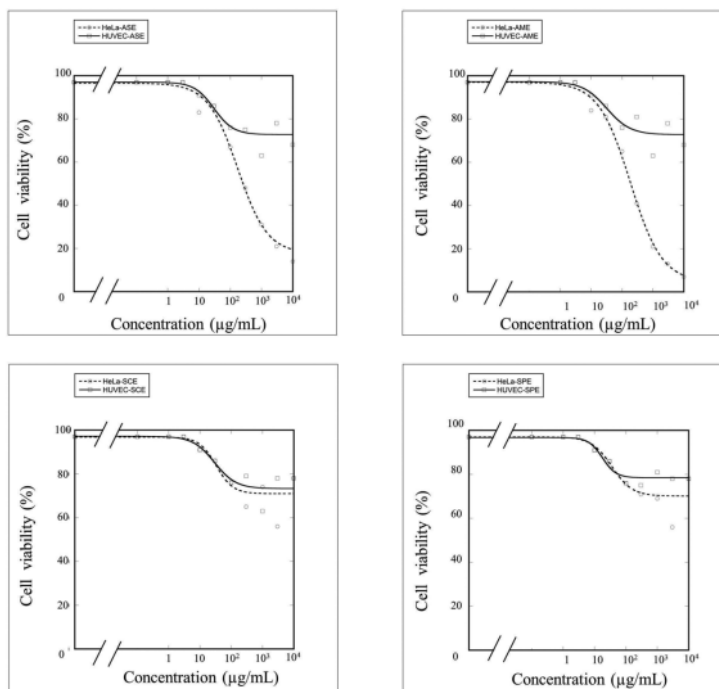 HeLa-ASE
HUVEC-ASE
100
80
60
40
20
0
1 10 10² 10³ 10⁴
Cell viability (%)
Concentration (µg/mL)
HeLa-AME
HUVEC-AME
100
80
60
40
20
0
1 10 10² 10³ 10⁴
Cell viability (%)
Concentration (µg/mL)
HeLa-SCE
HUVEC-SCE
100
80
60
40
20
0
1 10 10² 10³ 10⁴
Cell viability (%)
Concentration (µg/mL)
HeLa-SPE
HUVEC-SPE
100
80
60
40
20
0
1 10 10² 10³ 10⁴
Cell viability (%)
Concentration (µg/mL)